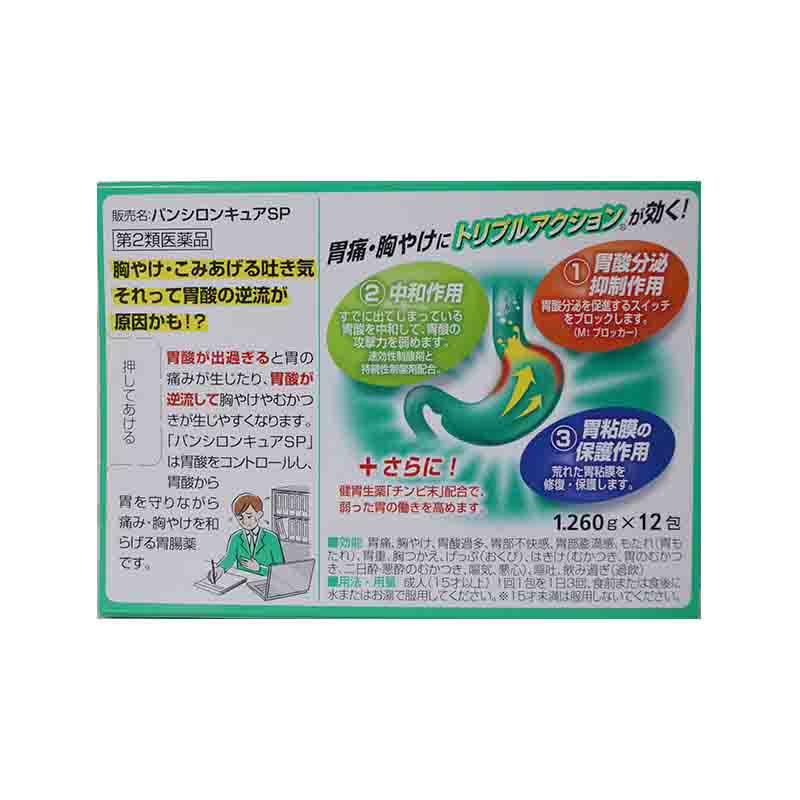 販売名:パンシロンキュアSP
第2類医薬品
胸やけ・こみあげる吐き気
それって胃酸の逆流が
原因かも!?
押してあける
胃酸が出過ぎると胃の
痛みが生じたり、胃酸が
逆流して胸やけやむかつ
きが生じやすくなります。
「パンシロンキュアSP」
は胃酸をコントロールし、
胃酸から
胃を守りながら
痛み・胸やけを和
らげる胃腸薬
です。
胃痛・胸やけにトリプルアクション®が効く!
① 胃酸分泌
抑制作用
胃酸分泌を促進するスイッチ
をブロックします。
(M1ブロッカー)
② 中和作用
すでに出てしまっている
胃酸を中和して、胃酸の
攻撃力を弱めます。
速効性制酸剤と
持続性制酸剤配合。
③ 胃粘膜の
保護作用
荒れた胃粘膜を
修復・保護します。
+さらに!
健胃生薬「チンピ末」配合で、
弱った胃の働きを高めます。
1.260g×12包
■効能 胃痛、胸やけ、胃酸過多、胃部不快感、胃部膨満感、もたれ(胃も
たれ)、胃重、胸つかえ、げっぷ(おくび)、はきけ(むかつき、胃のむか
つき、二日酔・悪酔のむかつき、嘔気、悪心)、嘔吐、飲み過ぎ(過飲)
■用法・用量 成人(15才以上)1回1包を1日3回、食前または食後に
水またはお湯で服用してください。※15才未満は服用しないでください。